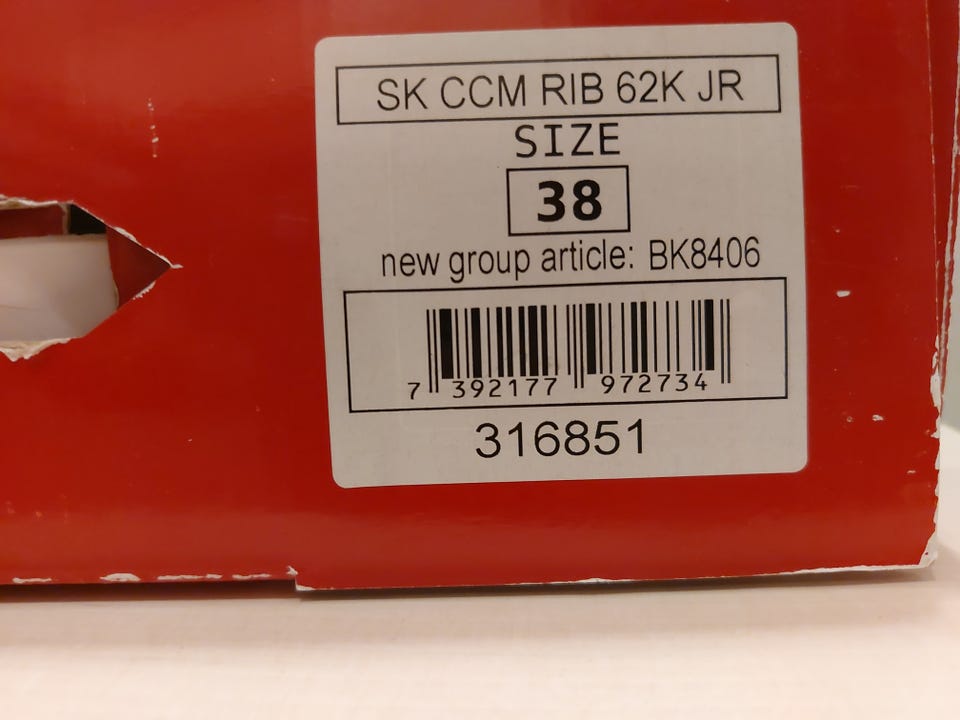 SK CCM RIB 62K JR
SIZE
38
new group article: BK8406
7 392177 972734
316851